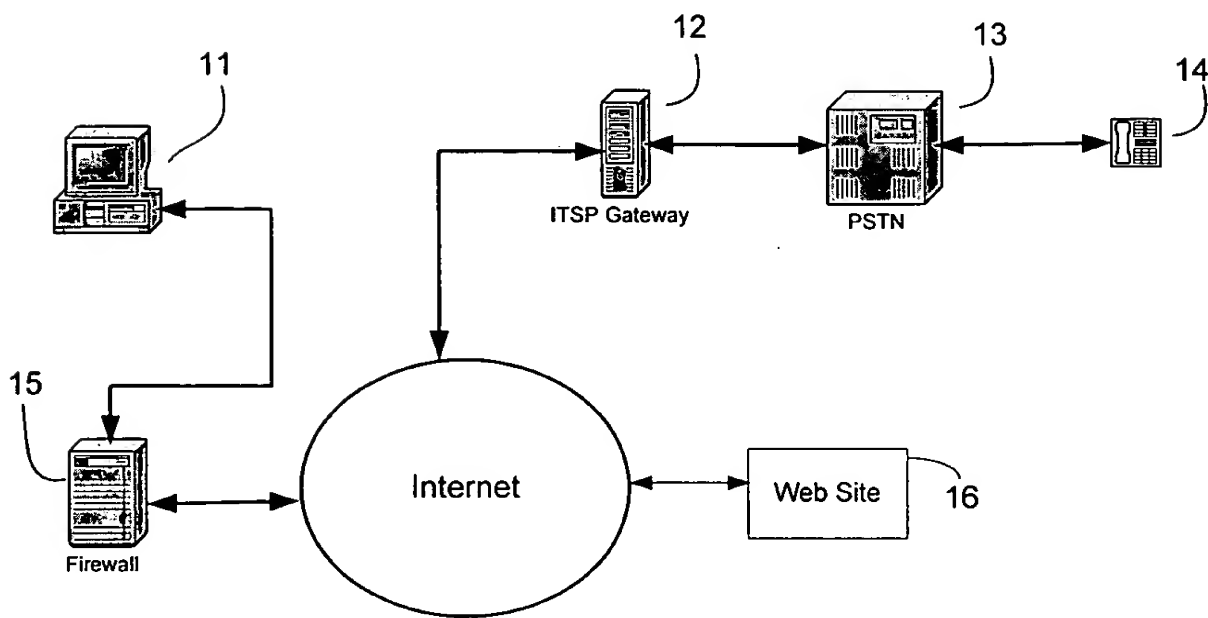 11
12
13
14
ITSP Gateway
PSTN
15
Internet
Web Site
16
Firewall